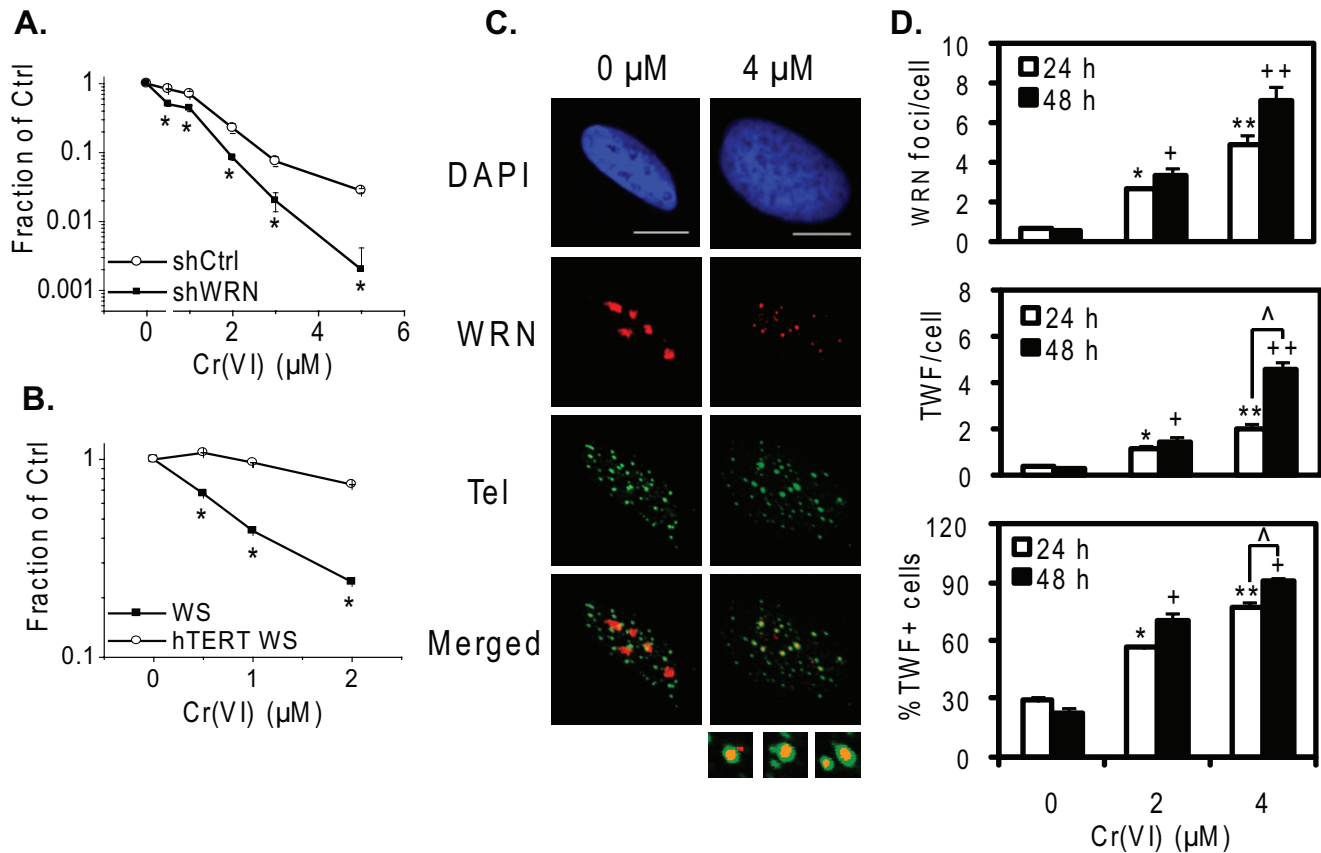 A.
Fraction of Ctrl
1
0.1
0.01
0.001
* * * * *
shCtrl
shWRN
0 2 4 6
Cr(VI) (µM)
B.
Fraction of Ctrl
1
0.1
* * *
WS
hTERT WS
0 1 2
Cr(VI) (µM)
C.
0 µM 4 µM
DAPI
WRN
Tel
Merged
D.
WRN foci/cell
10
8
6
4
2
0
24 h
48 h
* + ** ++
TWF/cell
8
6
4
2
0
24 h
48 h
* + ** ++ ^
%TWF+ cells
120
90
60
30
0
24 h
48 h
* + ** + ^
0 2 4
Cr(VI) (µM)